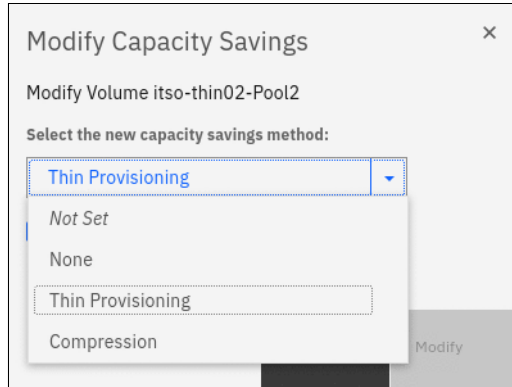 Modify Capacity Savings
Modify Volume itso-thin02-Pool2
Select the new capacity savings method:
Thin Provisioning
Not Set
None
Thin Provisioning
Compression
Modify